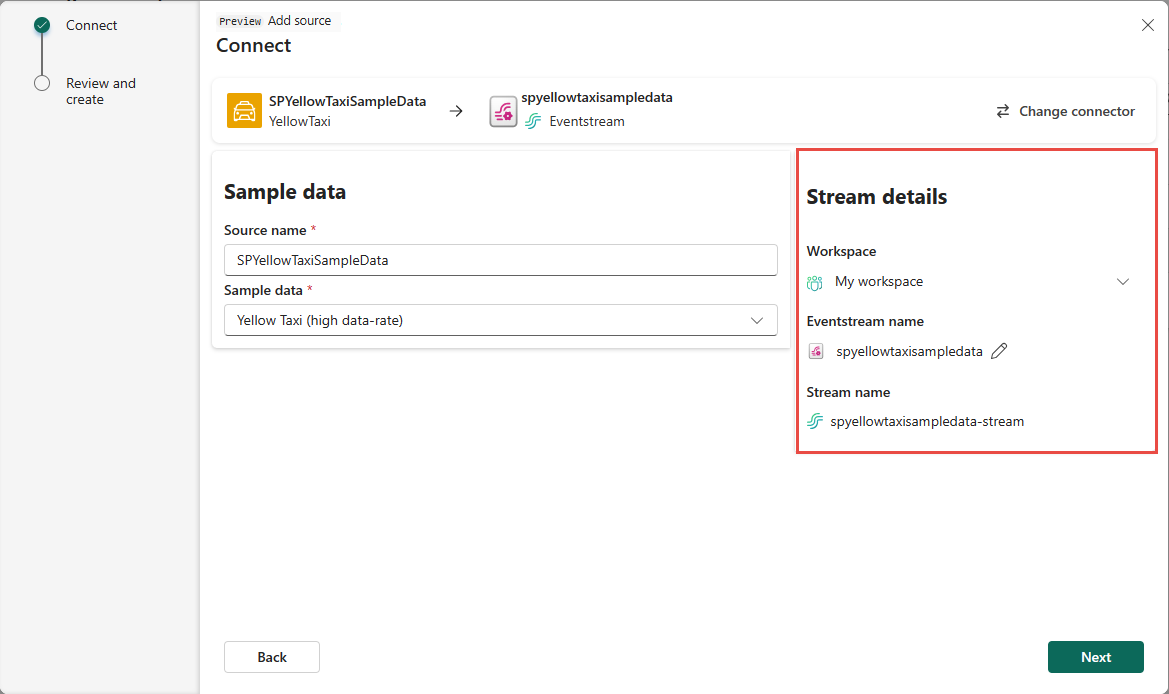 Connect
Review and
create
Preview Add source
Connect
SPYellowTaxiSampleData
YellowTaxi
spyellowtaxisampledata
Eventstream
Change connector
Sample data
Source name *
SPYellowTaxiSampleData
Sample data *
Yellow Taxi (high data-rate)
Stream details
Workspace
My workspace
Eventstream name
spyellowtaxisampledata
Stream name
spyellowtaxisampledata-stream
Back
Next